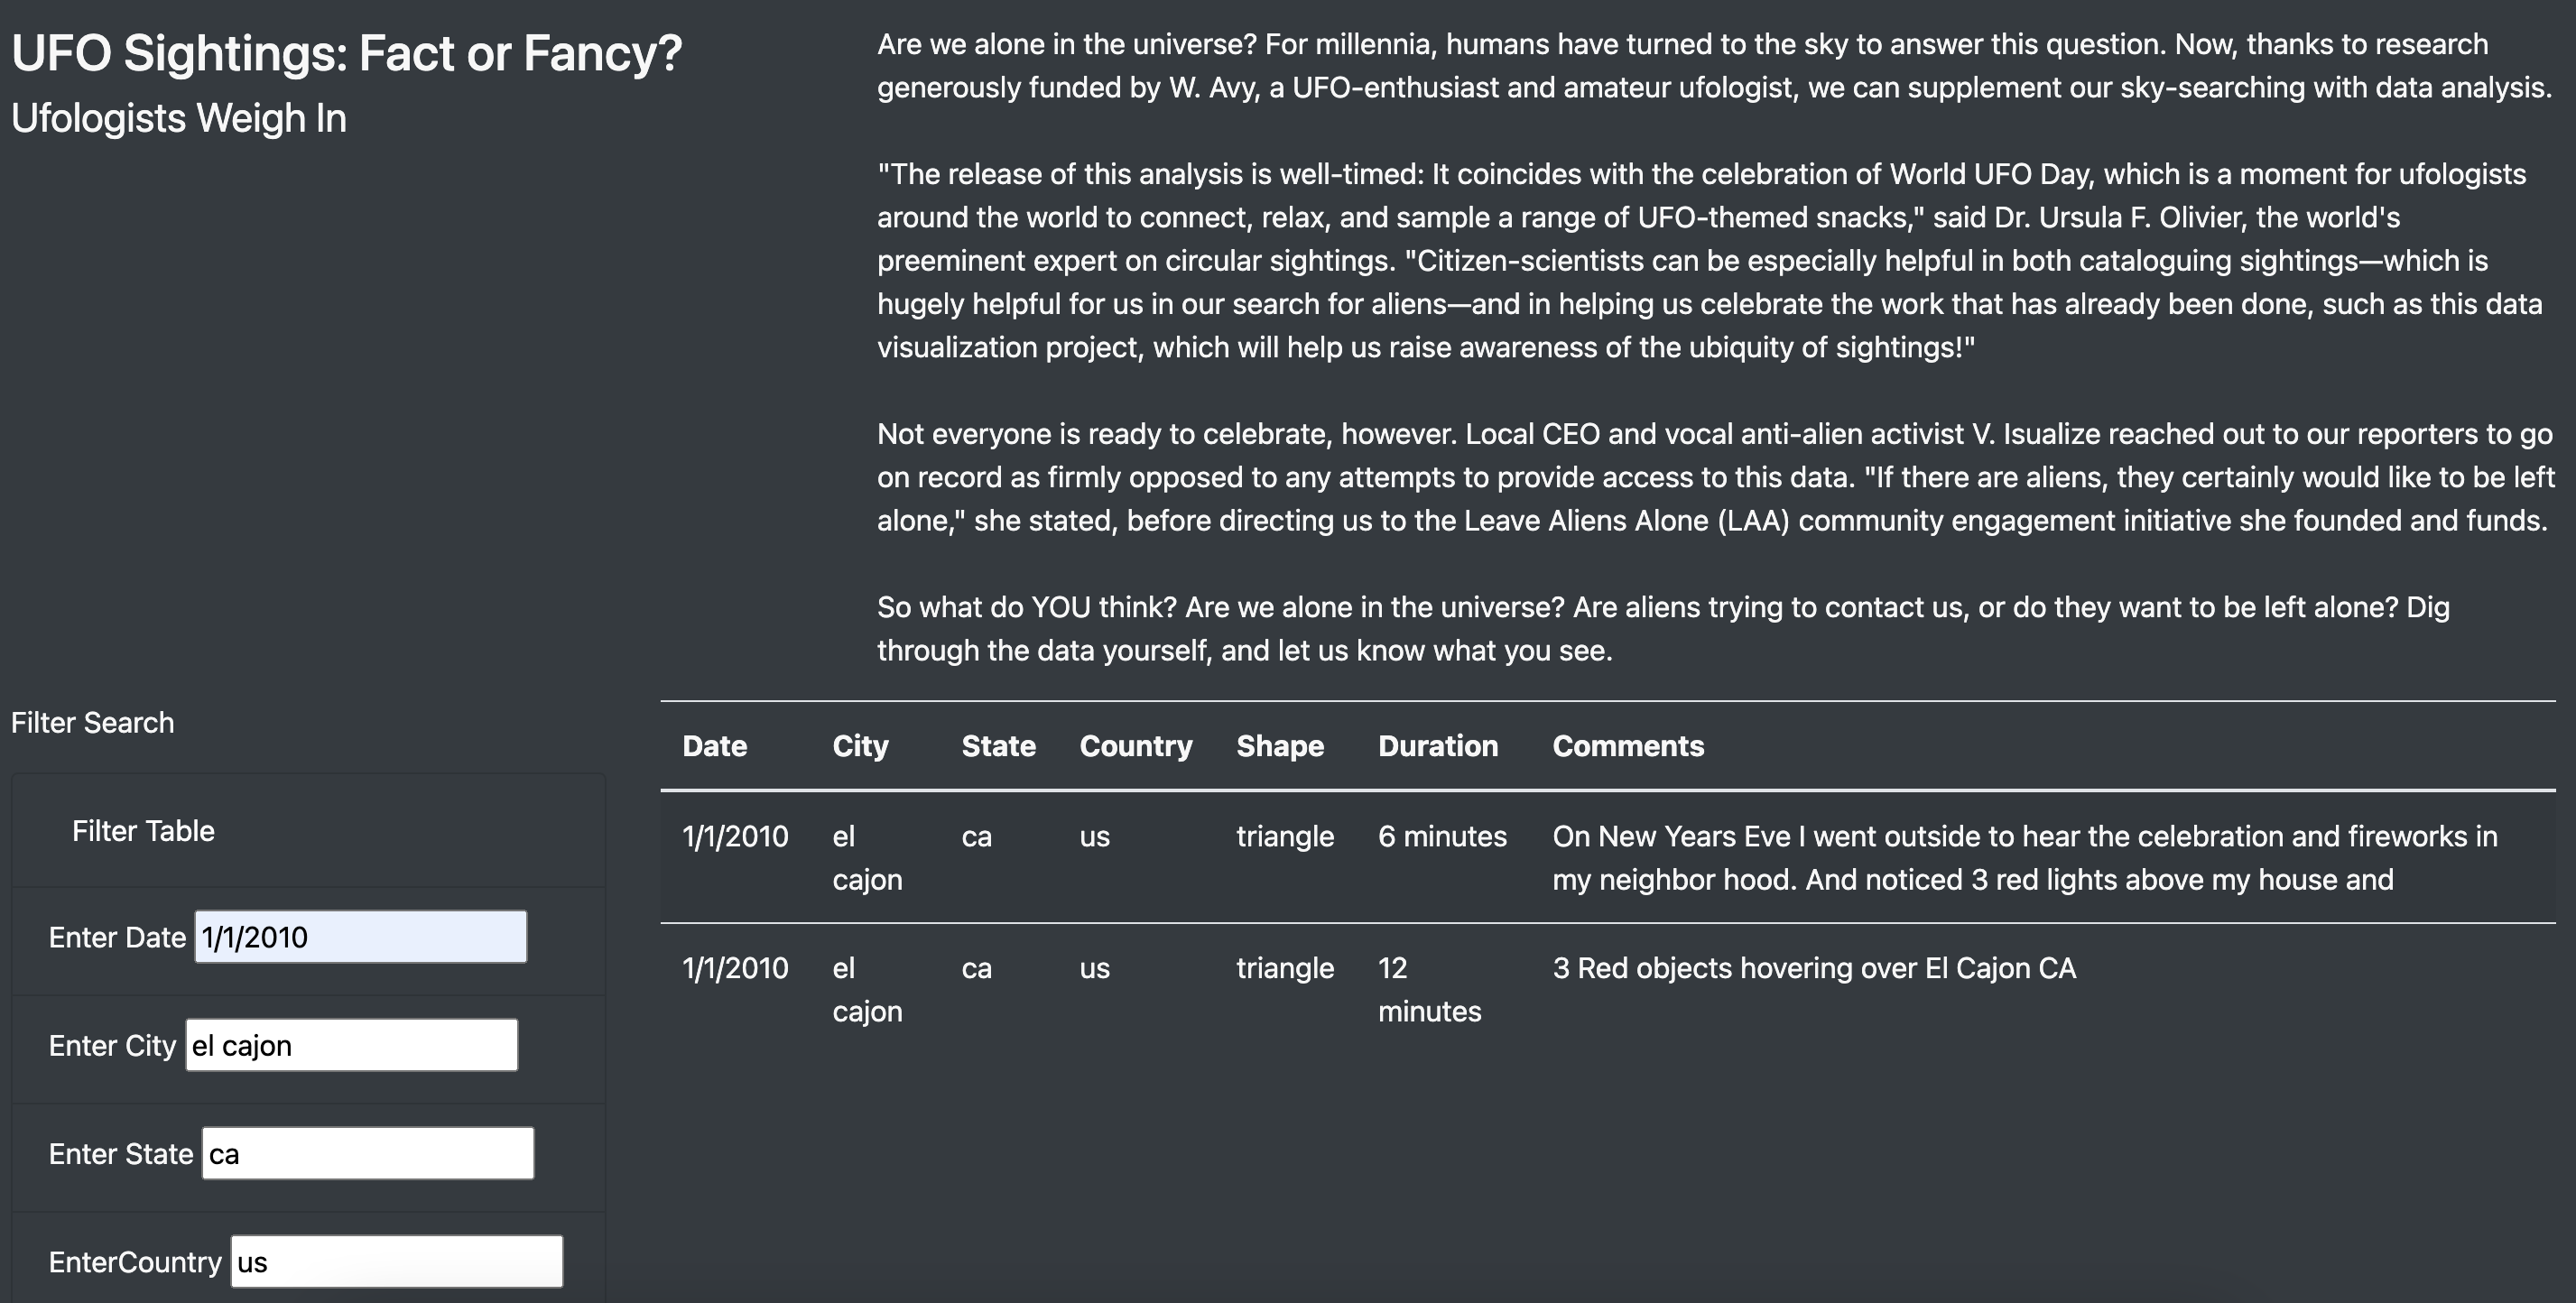 UFO Sightings: Fact or Fancy?
Ufologists Weigh In
Are we alone in the universe? For millennia, humans have turned to the sky to answer this question. Now, thanks to research
generously funded by W. Avy, a UFO-enthusiast and amateur ufologist, we can supplement our sky-searching with data analysis.
"The release of this analysis is well-timed: It coincides with the celebration of World UFO Day, which is a moment for ufologists
around the world to connect, relax, and sample a range of UFO-themed snacks," said Dr. Ursula F. Olivier, the world's
preeminent expert on circular sightings. "Citizen-scientists can be especially helpful in both cataloguing sightings—which is
hugely helpful for us in our search for aliens—and in helping us celebrate the work that has already been done, such as this data
visualization project, which will help us raise awareness of the ubiquity of sightings!"
Not everyone is ready to celebrate, however. Local CEO and vocal anti-alien activist V. Isualize reached out to our reporters to go
on record as firmly opposed to any attempts to provide access to this data. "If there are aliens, they certainly would like to be left
alone," she stated, before directing us to the Leave Aliens Alone (LAA) community engagement initiative she founded and funds.
So what do YOU think? Are we alone in the universe? Are aliens trying to contact us, or do they want to be left alone? Dig
through the data yourself, and let us know what you see.
Filter Search
Filter Table
Enter Date 1/1/2010
Enter City el cajon
Enter State ca
EnterCountry us
Date City State Country Shape Duration Comments
1/1/2010 el ca us triangle 6 minutes On New Years Eve I went outside to hear the celebration and fireworks in
cajon my neighbor hood. And noticed 3 red lights above my house and
1/1/2010 el ca us triangle 12 3 Red objects hovering over El Cajon CA
cajon minutes